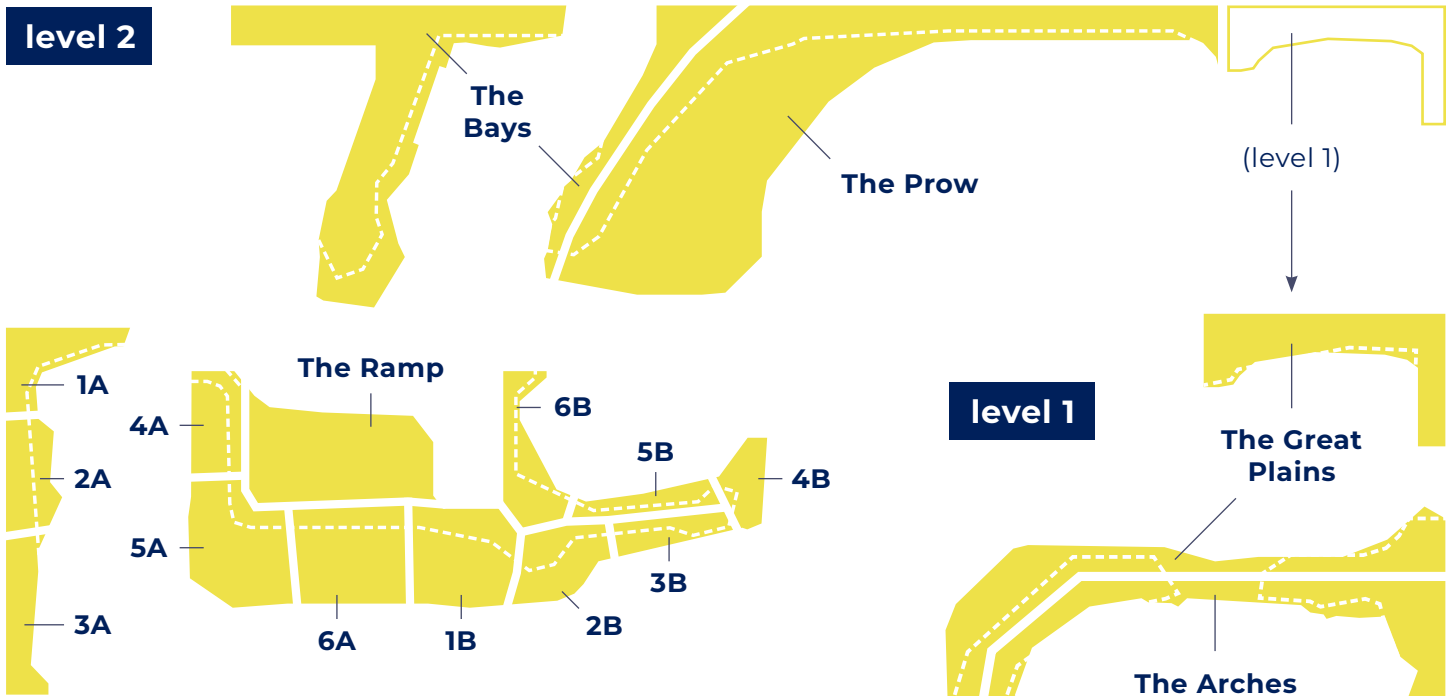 level 2
The
Bays
The Prow
(level 1)
The Ramp
1A
2A
3A
4A
5A
6A
1B
2B
3B
4B
5B
6B
level 1
The Great
Plains
The Arches